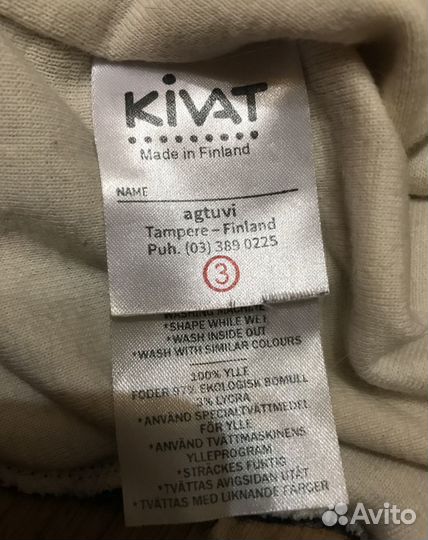 KIVAT
Made in Finland
NAME
agtuvi
Tampere – Finland
Puh. (03) 389 0225
3
WASHING MACHINE
*SHAPE WHILE WET
*WASH INSIDE OUT
*WASH WITH SIMILAR COLOURS
100% YLLE
FODER 97% EKOLOGISK BOMULL
3% LYCRA
*ANVÄND SPECIALTVÄTTMEDEL
FÖR YLLE
*ANVÄND TVÄTTMASKINENS
YLLEPROGRAM
*STRÄCKES FUKTIG
*TVÄTTAS AVIGSIDAN UTÅT
*TVÄTTAS MED LIKNANDE FÄRGER
Avito